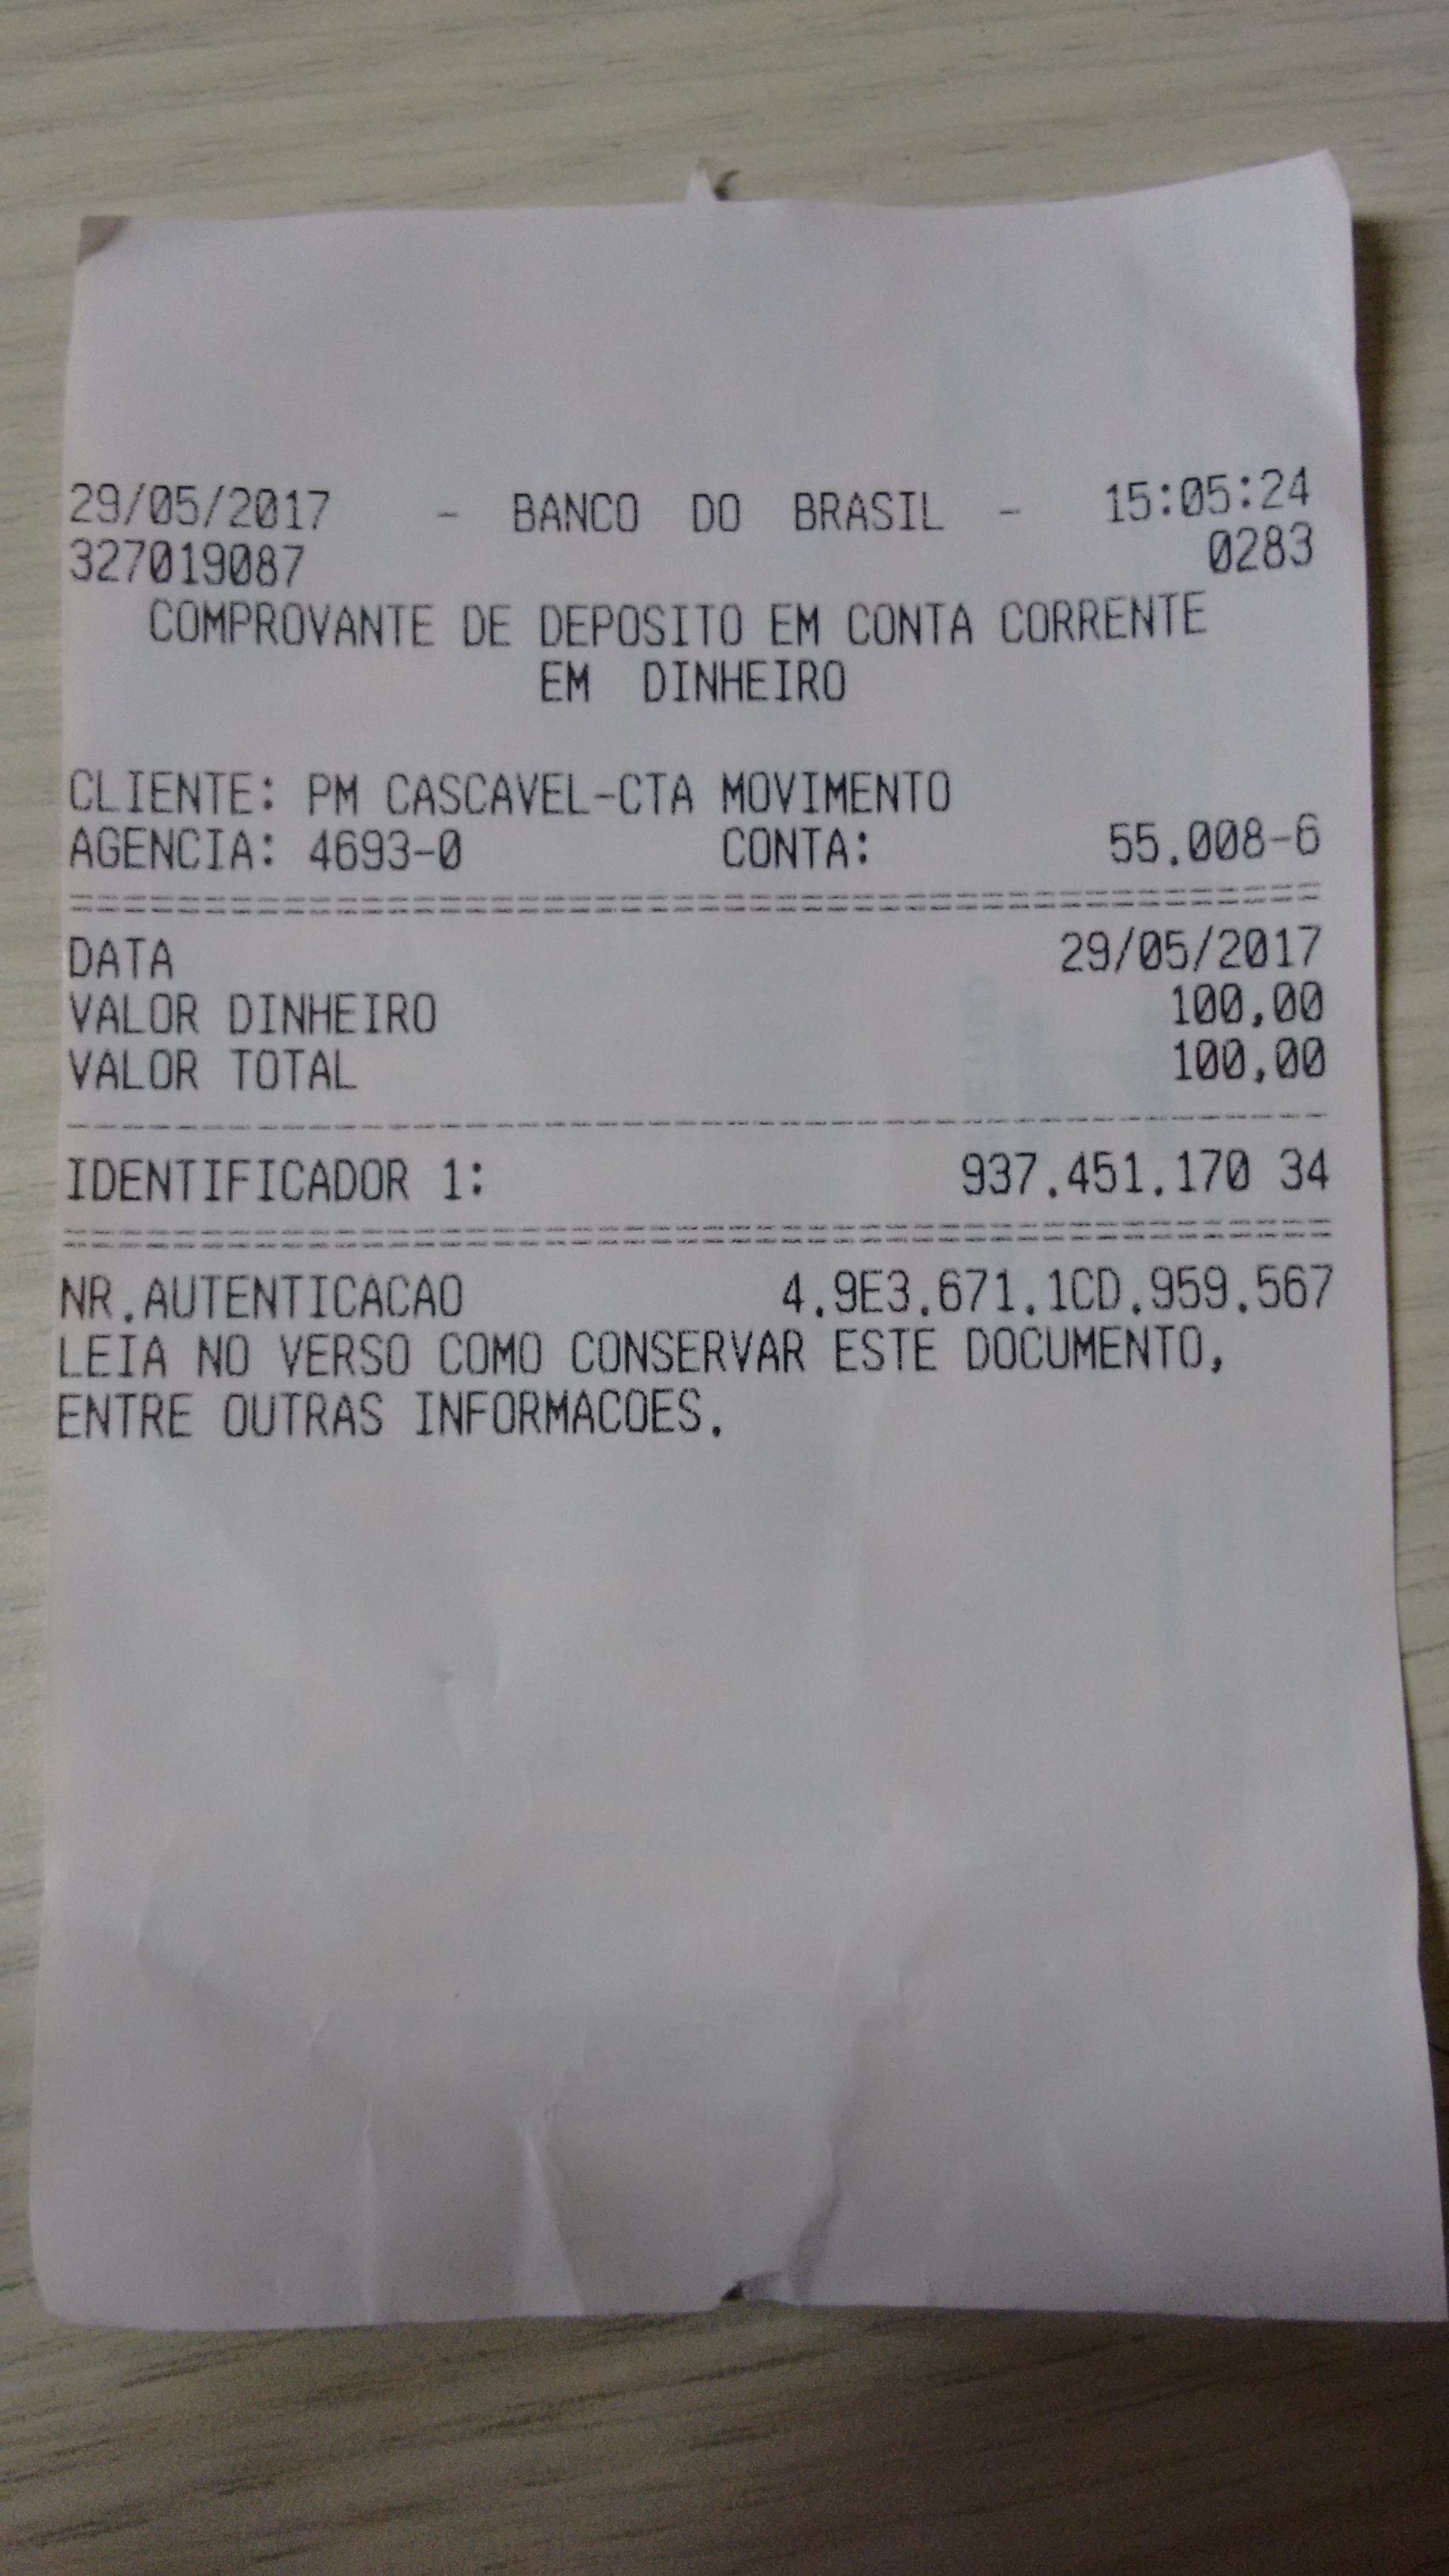 29/05/2017 - BANCO DO BRASIL - 15:05:24
327019087 0283
COMPROVANTE DE DEPOSITO EM CONTA CORRENTE
EM DINHEIRO
CLIENTE: PM CASCAVEL-CTA MOVIMENTO
AGENCIA: 4693-0 CONTA: 55.008-6
DATA 29/05/2017
VALOR DINHEIRO 100,00
VALOR TOTAL 100,00
IDENTIFICADOR 1: 937.451.170 34
NR.AUTENTICACAO 4.9E3.671.1CD.959.567
LEIA NO VERSO COMO CONSERVAR ESTE DOCUMENTO,
ENTRE OUTRAS INFORMACOES.